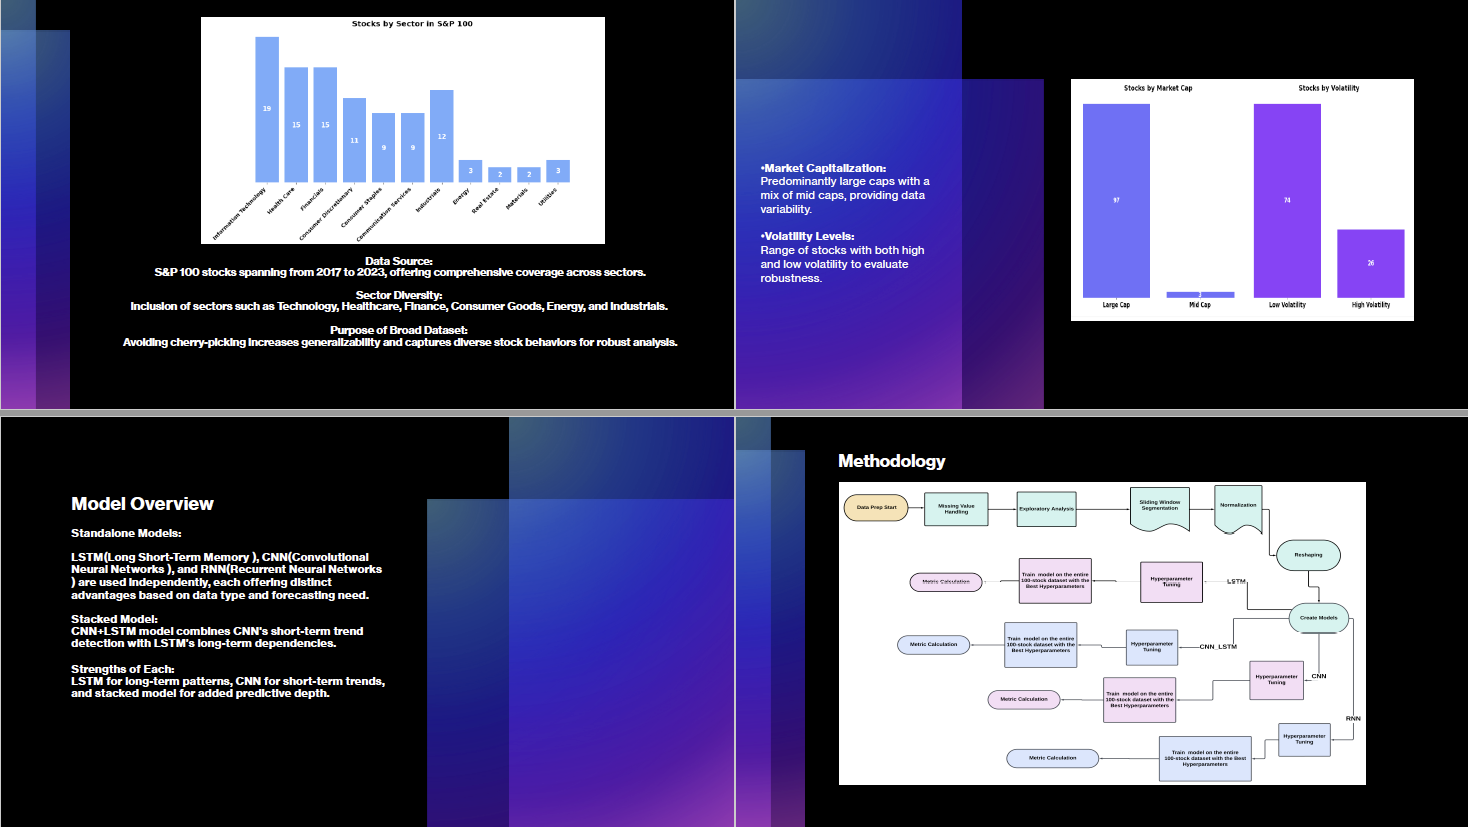 Stocks by Sector in S&P 100
19
15
15
11
9
9
12
3
2
2
3
Information Technology
Health Care
Financials
Consumer Discretionary
Consumer Staples
Communication Services
Industrials
Energy
Real Estate
Materials
Utilities
Data Source:
S&P 100 stocks spanning from 2017 to 2023, offering comprehensive coverage across sectors.
Sector Diversity:
Inclusion of sectors such as Technology, Healthcare, Finance, Consumer Goods, Energy, and Industrials.
Purpose of Broad Dataset:
Avoiding cherry-picking increases generalizability and captures diverse stock behaviors for robust analysis.
•Market Capitalization:
Predominantly large caps with a
mix of mid caps, providing data
variability.
•Volatility Levels:
Range of stocks with both high
and low volatility to evaluate
robustness.
Stocks by Market Cap
97
Large Cap
Mid Cap
Stocks by Volatility
74
26
Low Volatility
High Volatility
Model Overview
Standalone Models:
LSTM(Long Short-Term Memory ), CNN(Convolutional
Neural Networks ), and RNN(Recurrent Neural Networks
) are used independently, each offering distinct
advantages based on data type and forecasting need.
Stacked Model:
CNN+LSTM model combines CNN's short-term trend
detection with LSTM's long-term dependencies.
Strengths of Each:
LSTM for long-term patterns, CNN for short-term trends,
and stacked model for added predictive depth.
Methodology
Data Prep Start
Missing Value
Handling
Exploratory Analysis
Sliding Window
Segmentation
Normalization
Reshaping
Create Models
LSTM
Hyperparameter
Tuning
Train model on the entire
100-stock dataset with the
Best Hyperparameters
Metric Calculation
CNN_LSTM
Hyperparameter
Tuning
Train model on the entire
100-stock dataset with the
Best Hyperparameters
Metric Calculation
CNN
Hyperparameter
Tuning
Train model on the entire
100-stock dataset with the
Best Hyperparameters
Metric Calculation
RNN
Hyperparameter
Tuning
Train model on the entire
100-stock dataset with the Best
Hyperparameters
Metric Calculation